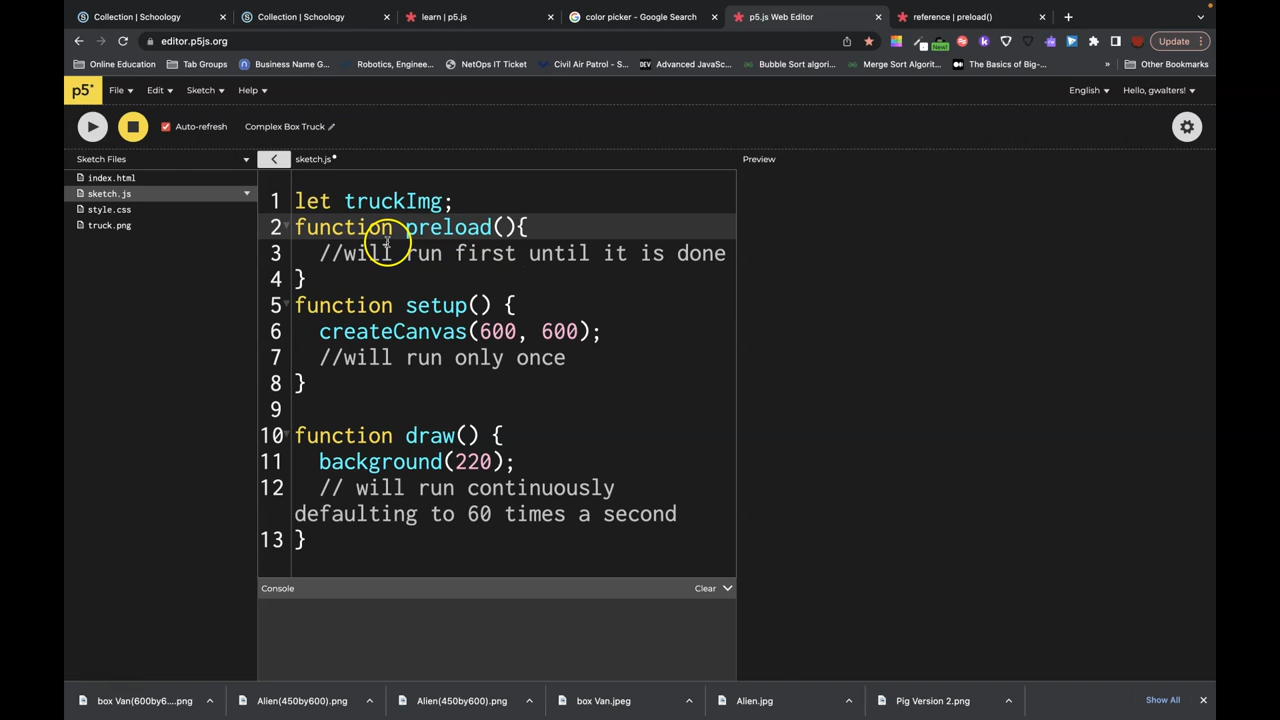 Collection | Schoology
Collection | Schoology
learn | p5.js
color picker - Google Search
p5.js Web Editor
reference | preload()
editor.p5js.org
New!
Update
Online Education
Tab Groups
Business Name G...
Robotics, Enginee...
NetOps IT Ticket
Civil Air Patrol - S...
DEV
Advanced JavaSc...
Bubble Sort algori...
Merge Sort Algorit...
The Basics of Big-...
»
Other Bookmarks
p5*
File
Edit
Sketch
Help
English
Hello, gwalters!
Auto-refresh
Complex Box Truck
Sketch Files
sketch.js
Preview
index.html
sketch.js
style.css
truck.png
1 let truckImg;
2 function preload(){
3 //will run first until it is done
4 }
5 function setup() {
6 createCanvas(600, 600);
7 //will run only once
8 }
9
10 function draw() {
11 background(220);
12 // will run continuously
defaulting to 60 times a second
13 }
Console
Clear
box Van(600by6....png
Alien(450by600).png
Alien(450by600).png
box Van.jpeg
Alien.jpg
Pig Version 2.png
Show All